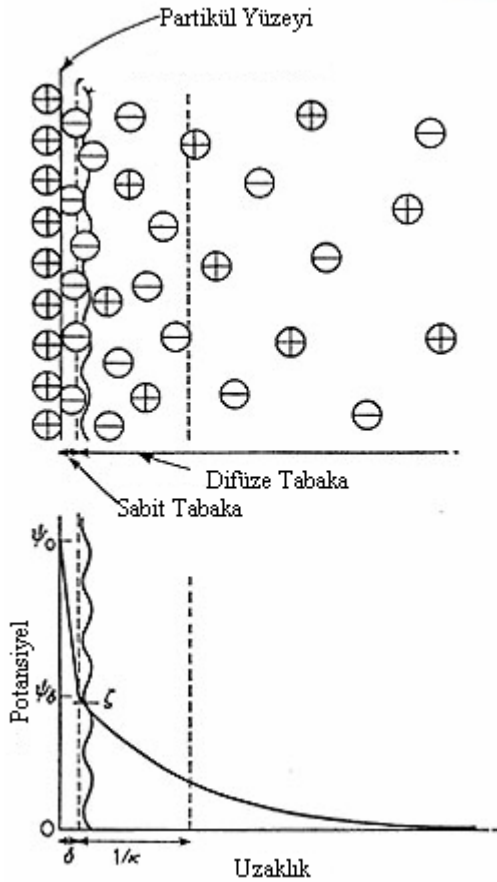 Partikül Yüzeyi
Difüze Tabaka
Sabit Tabaka
ψ₀
ψδ
ζ
Potansiyel
0
δ
1/κ
Uzaklık